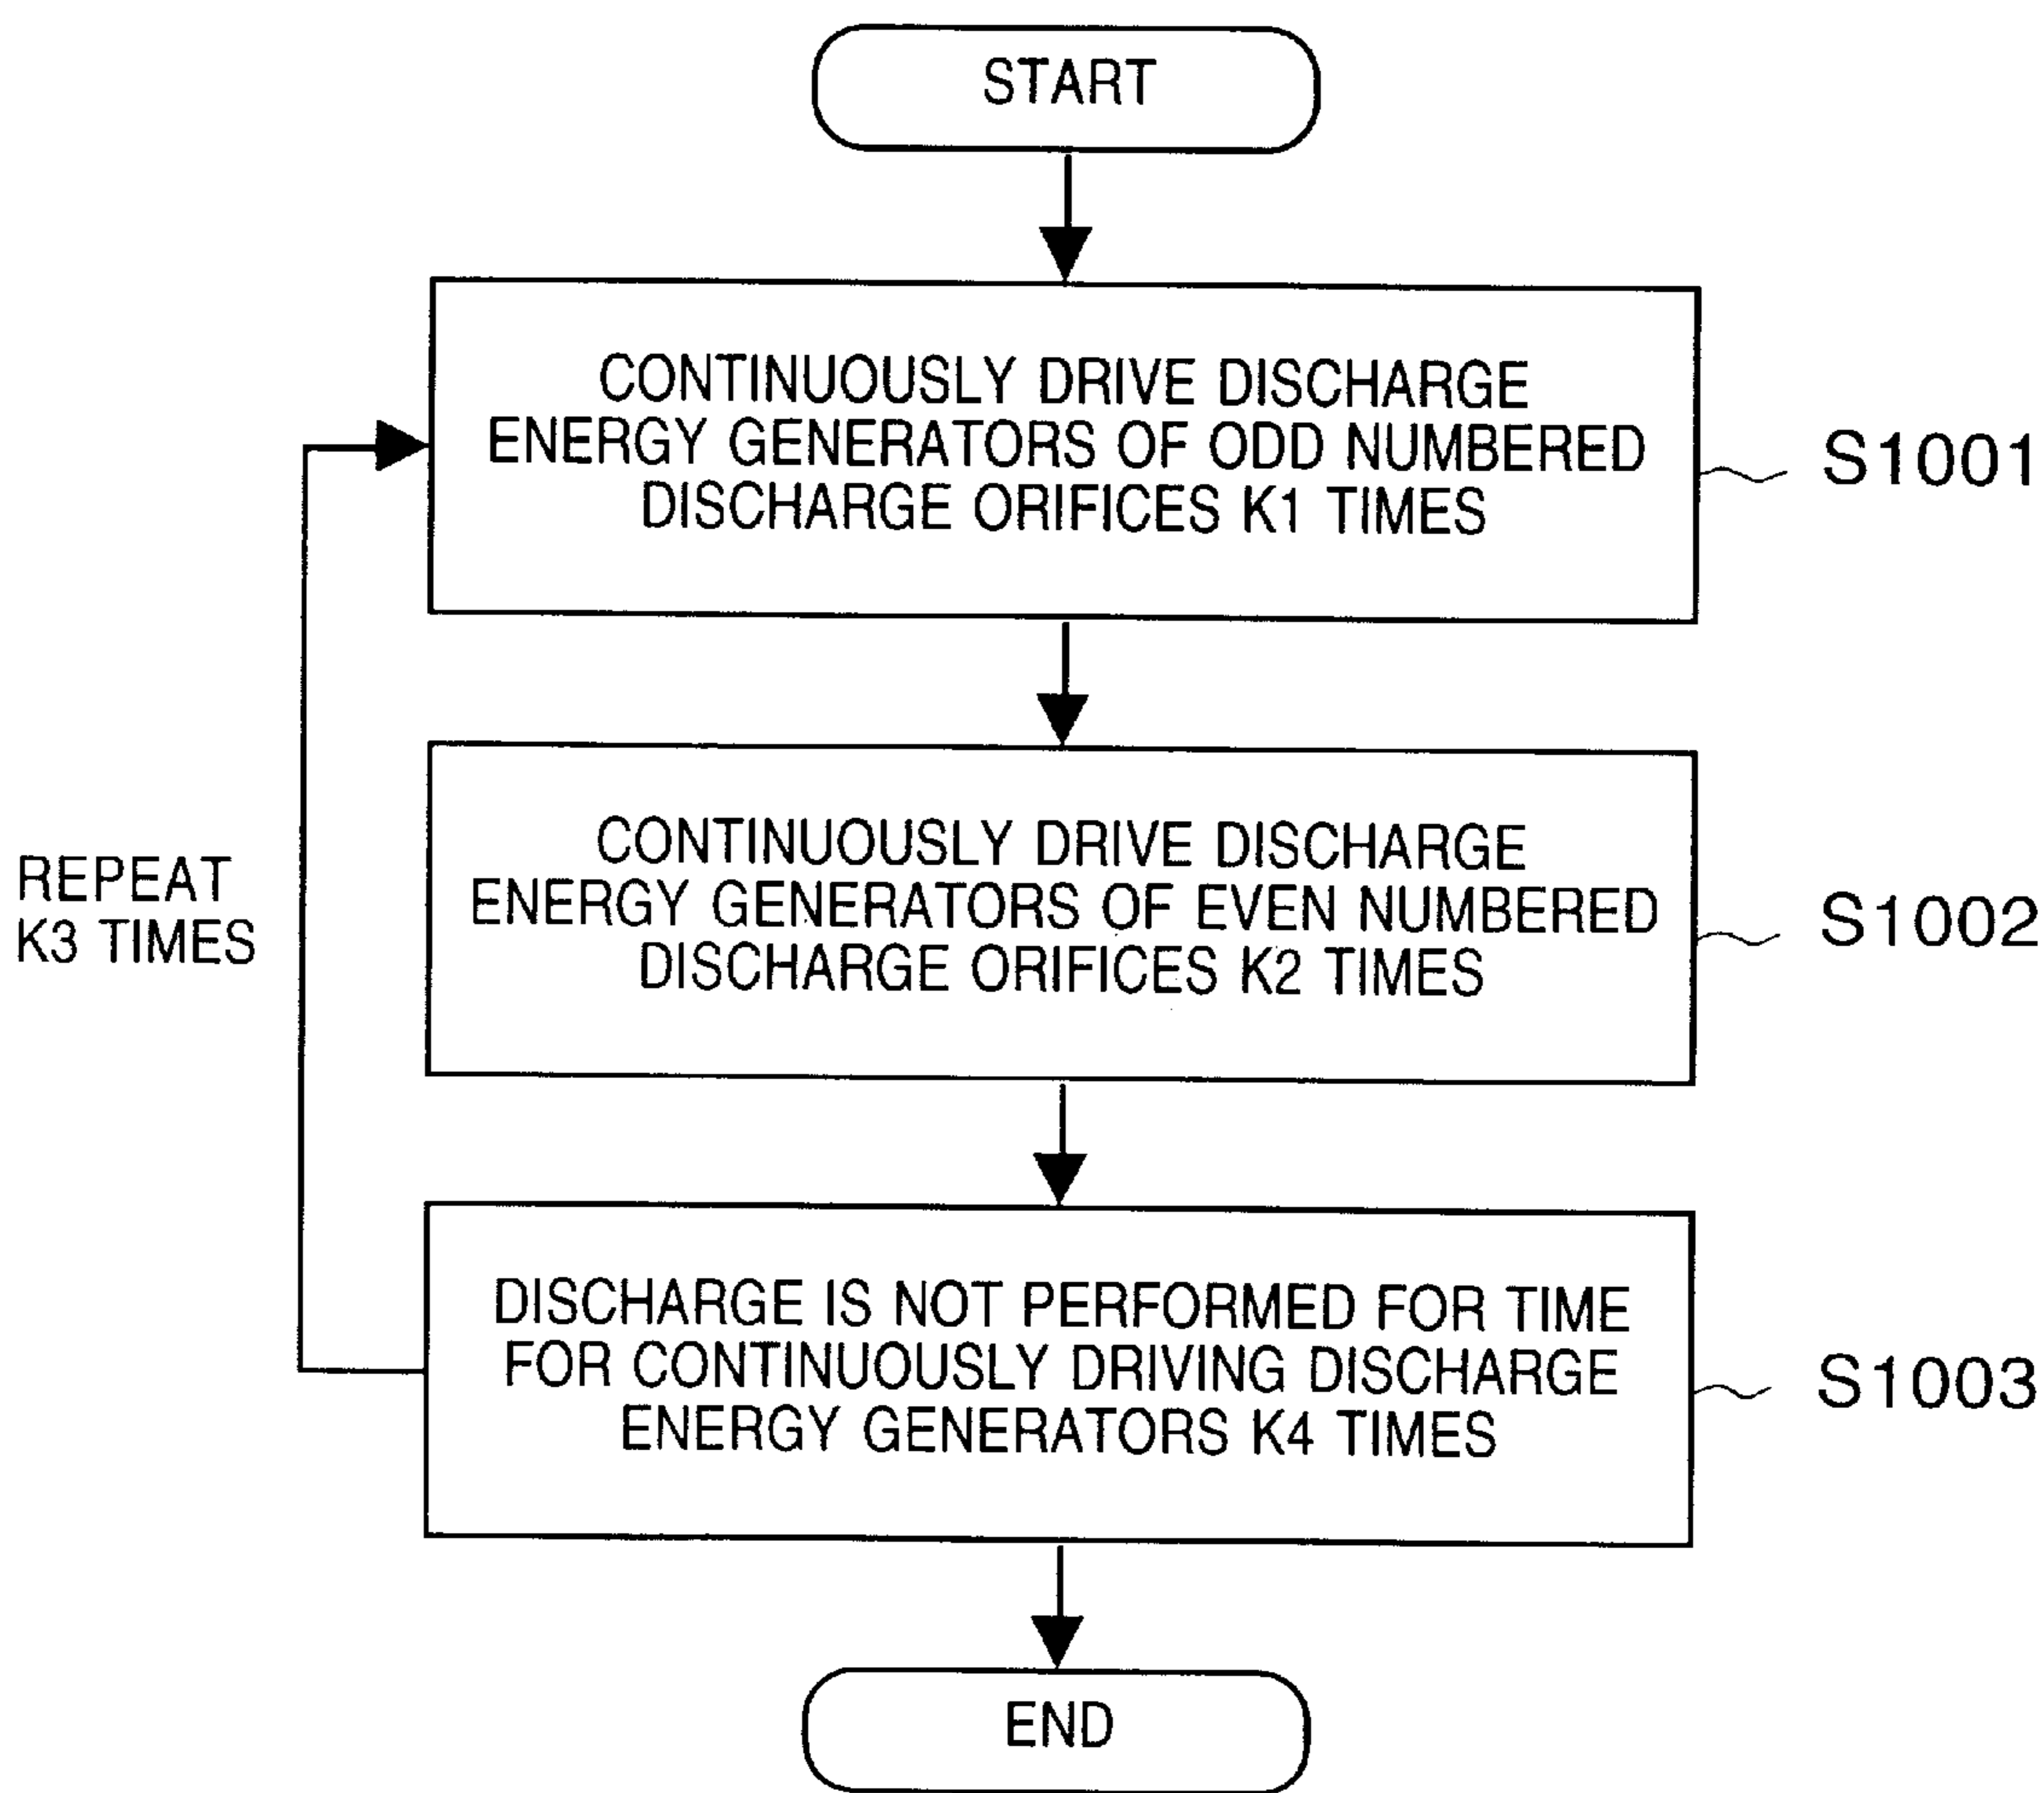 START
CONTINUOUSLY DRIVE DISCHARGE
ENERGY GENERATORS OF ODD NUMBERED
DISCHARGE ORIFICES K1 TIMES
S1001
CONTINUOUSLY DRIVE DISCHARGE
ENERGY GENERATORS OF EVEN NUMBERED
DISCHARGE ORIFICES K2 TIMES
S1002
REPEAT
K3 TIMES
DISCHARGE IS NOT PERFORMED FOR TIME
FOR CONTINUOUSLY DRIVING DISCHARGE
ENERGY GENERATORS K4 TIMES
S1003
END